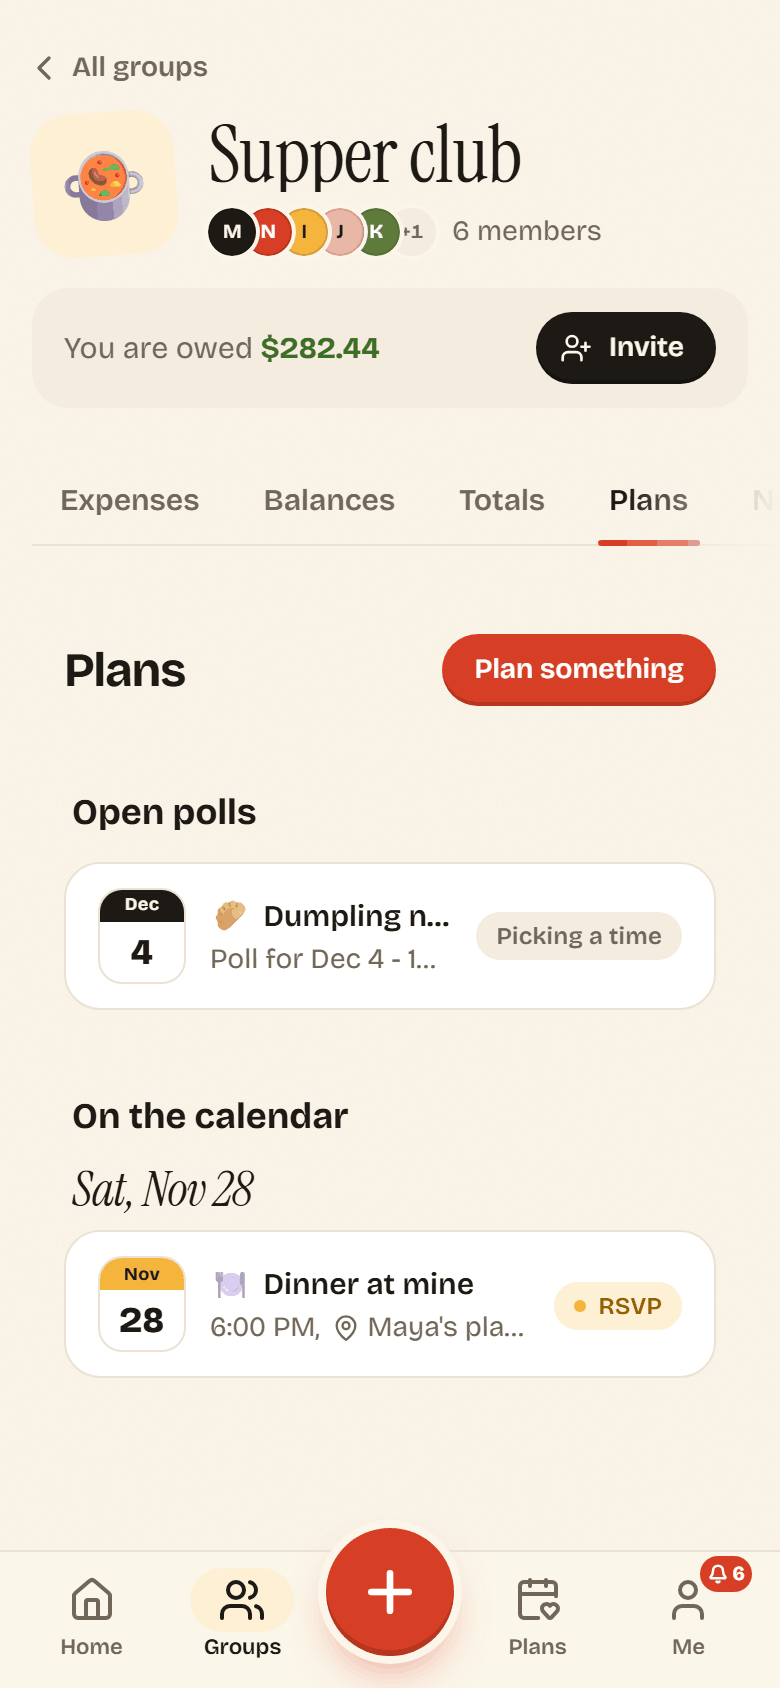 All groups
Supper club
M N I J K +1 6 members
You are owed $282.44
Invite
Expenses Balances Totals Plans N
Plans
Plan something
Open polls
Dec
4
Dumpling n...
Poll for Dec 4 - 1...
Picking a time
On the calendar
Sat, Nov 28
Nov
28
Dinner at mine
6:00 PM, Maya's pla...
RSVP
6
Home Groups Plans Me